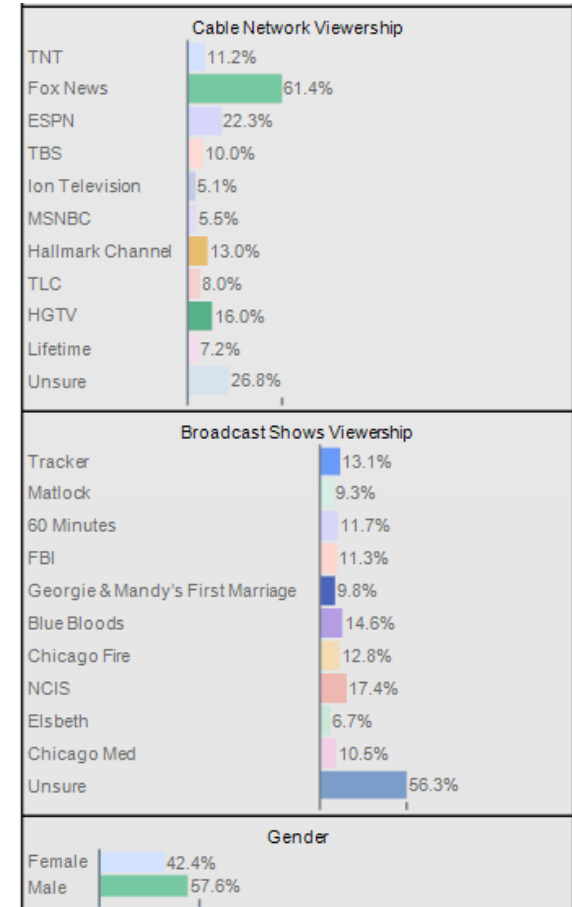 Cable Network Viewership
TNT 11.2%
Fox News 61.4%
ESPN 22.3%
TBS 10.0%
Ion Television 5.1%
MSNBC 5.5%
Hallmark Channel 13.0%
TLC 8.0%
HGTV 16.0%
Lifetime 7.2%
Unsure 26.8%
Broadcast Shows Viewership
Tracker 13.1%
Matlock 9.3%
60 Minutes 11.7%
FBI 11.3%
Georgie & Mandy’s First Marriage 9.8%
Blue Bloods 14.6%
Chicago Fire 12.8%
NCIS 17.4%
Elsbeth 6.7%
Chicago Med 10.5%
Unsure 56.3%
Gender
Female 42.4%
Male 57.6%